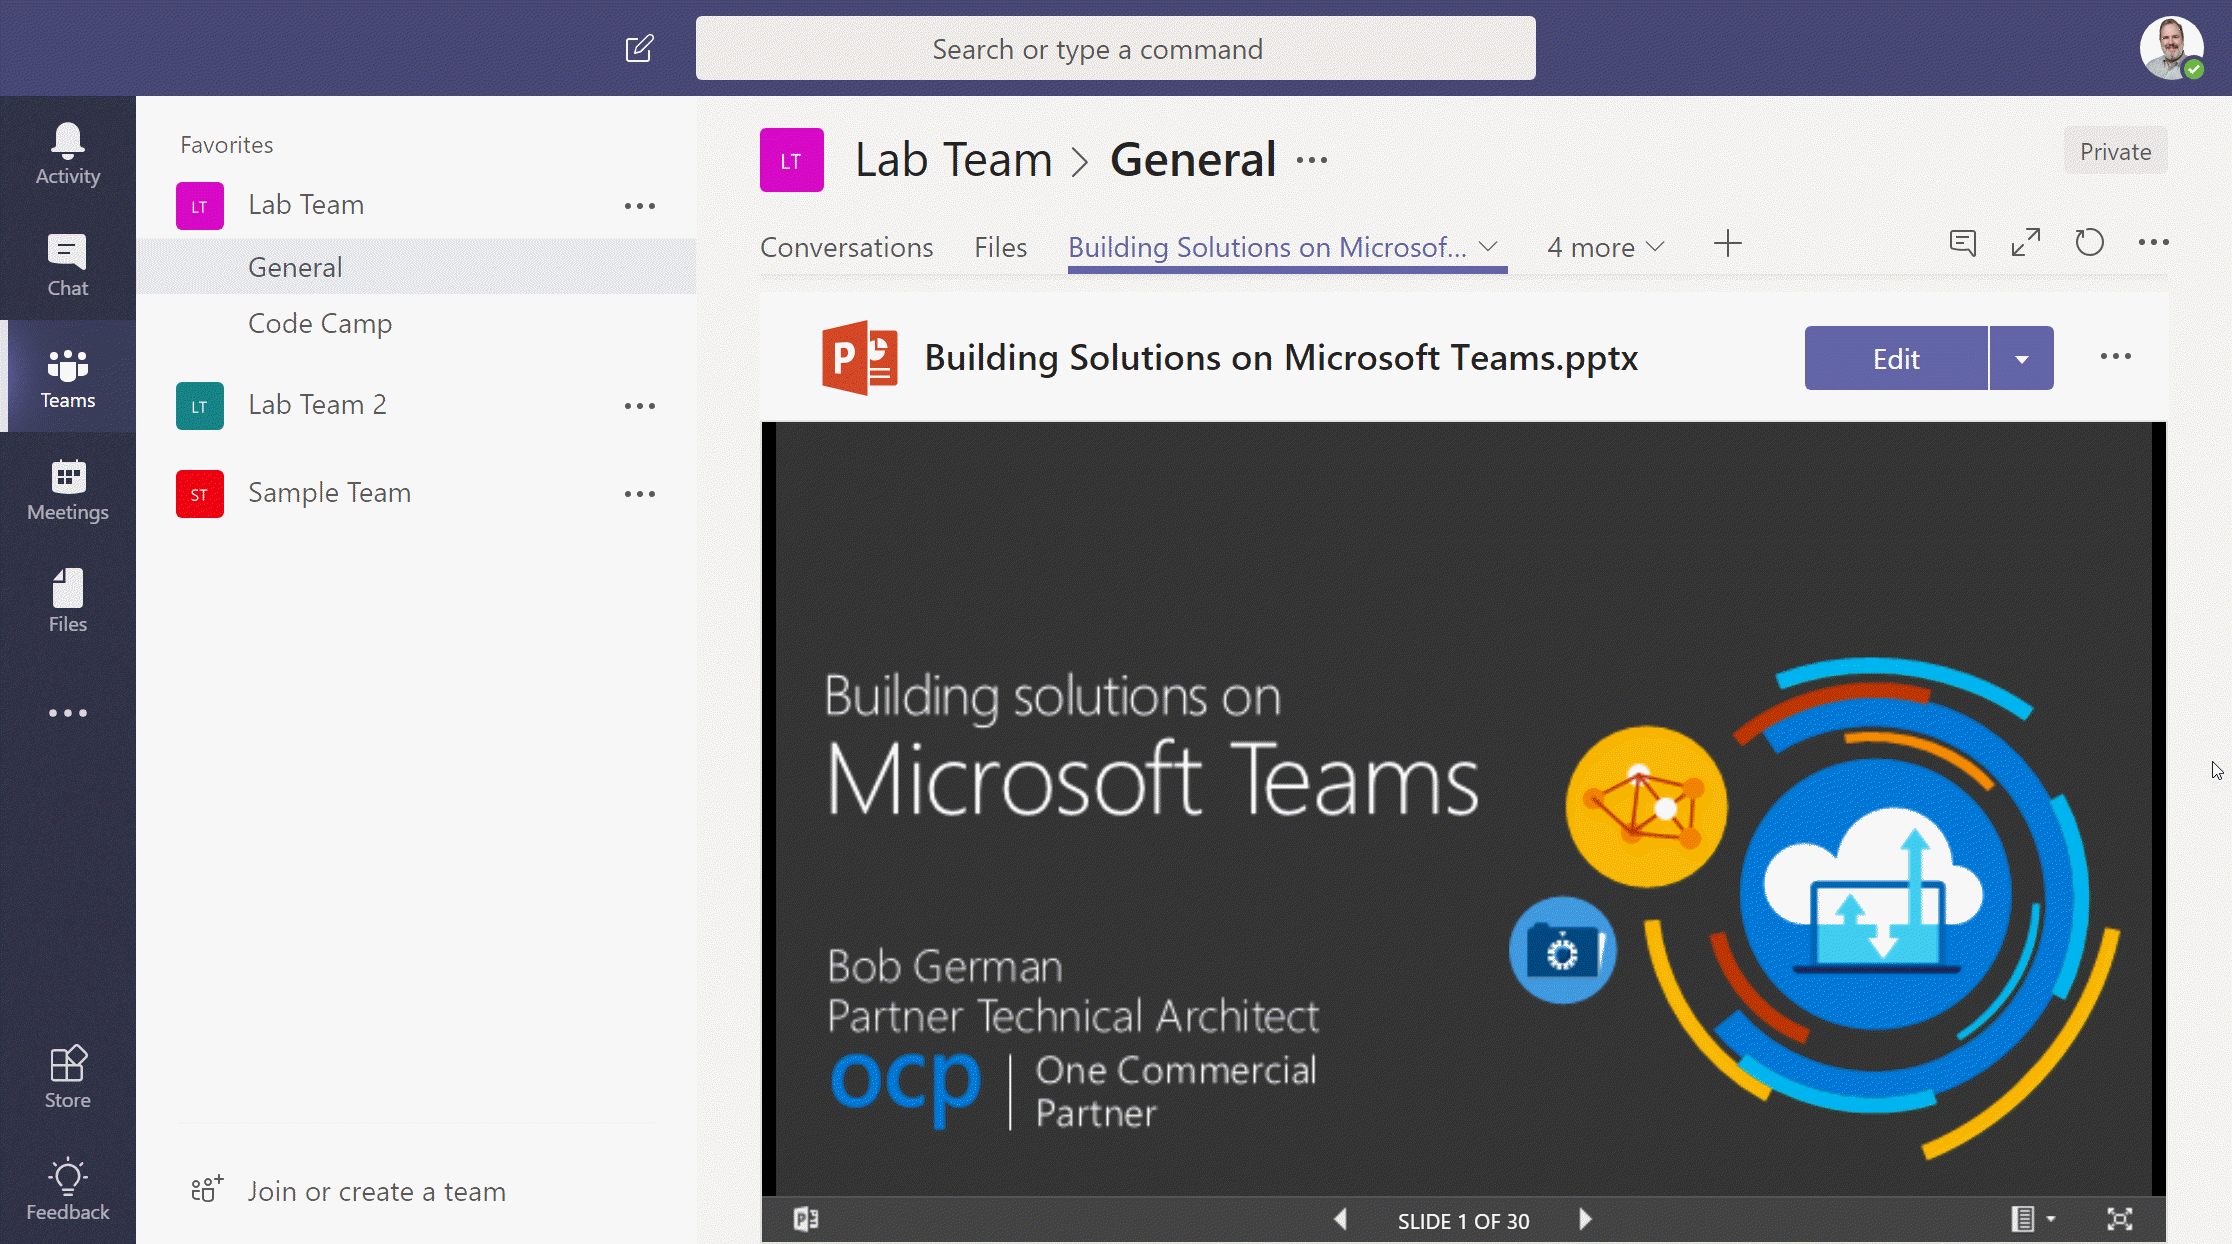 Search or type a command
Activity
Chat
Teams
Meetings
Files
Store
Feedback
Favorites
LT Lab Team
General
Code Camp
LT Lab Team 2
ST Sample Team
Join or create a team
LT Lab Team > General
Private
Conversations Files Building Solutions on Microsof... 4 more
P Building Solutions on Microsoft Teams.pptx
Edit
Building solutions on
Microsoft Teams
Bob German
Partner Technical Architect
ocp
One Commercial
Partner
P
SLIDE 1 OF 30